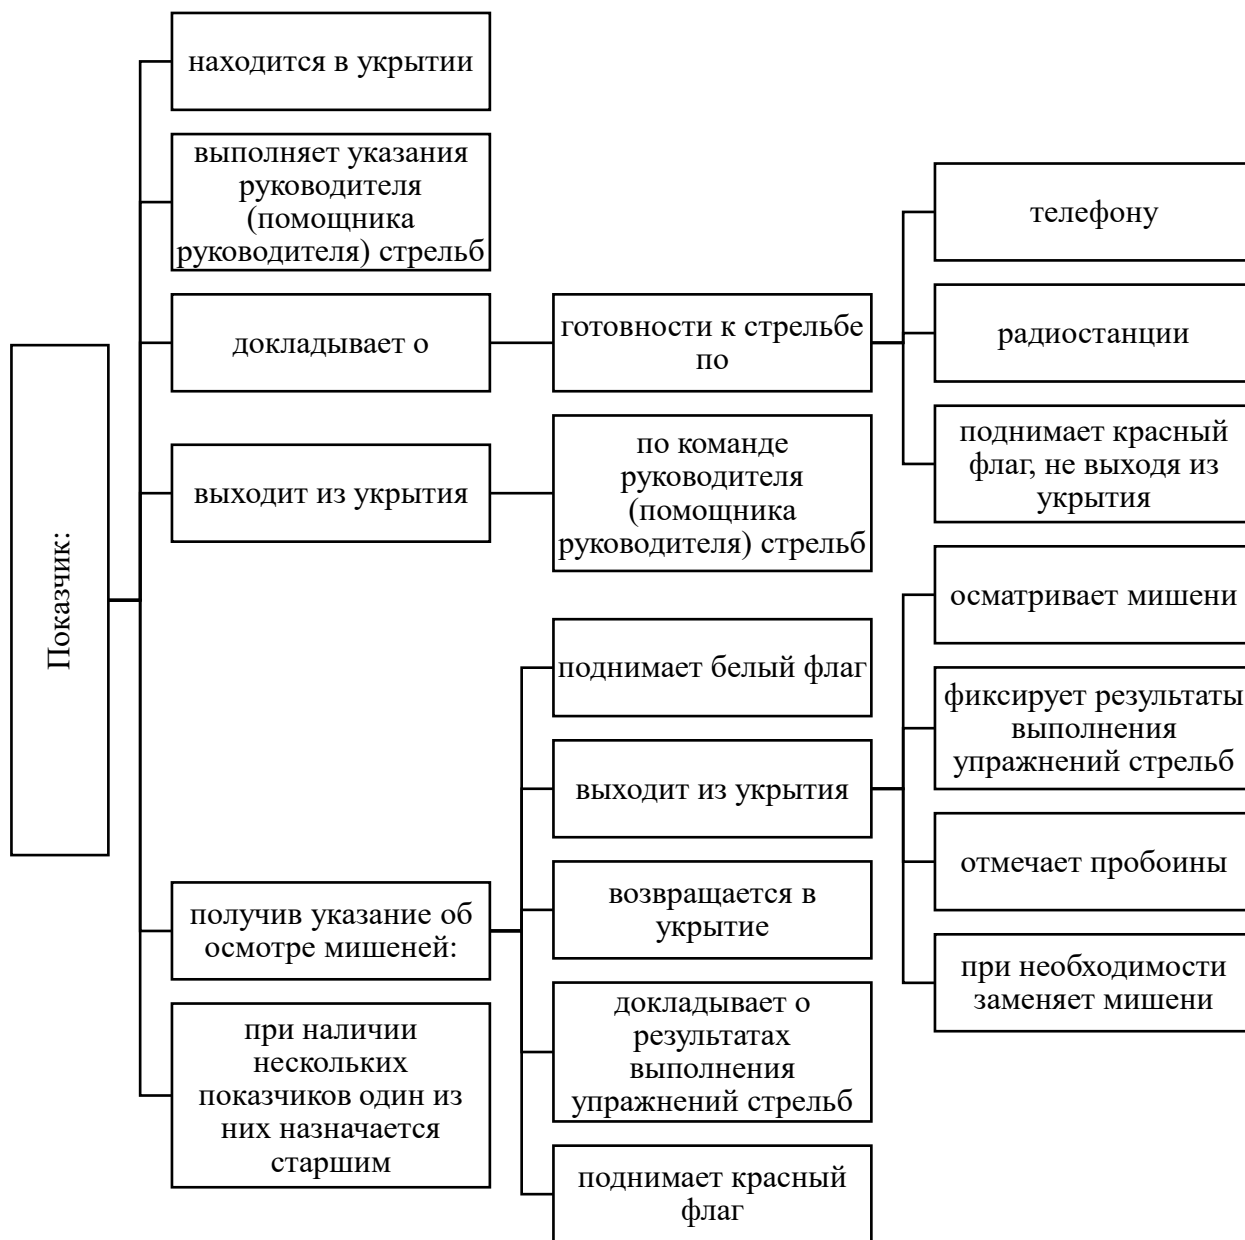 Показчик:
находится в укрытии
выполняет указания
руководителя
(помощника
руководителя) стрельб
докладывает о
готовности к стрельбе
по
телефону
радиостанции
поднимает красный
флаг, не выходя из
укрытия
выходит из укрытия
по команде
руководителя
(помощника
руководителя) стрельб
получив указание об
осмотре мишеней:
поднимает белый флаг
выходит из укрытия
осматривает мишени
фиксирует результаты
выполнения
упражнений стрельб
отмечает пробоины
при необходимости
заменяет мишени
возвращается в
укрытие
докладывает о
результатах
выполнения
упражнений стрельб
поднимает красный
флаг
при наличии
нескольких
показчиков один из
них назначается
старшим